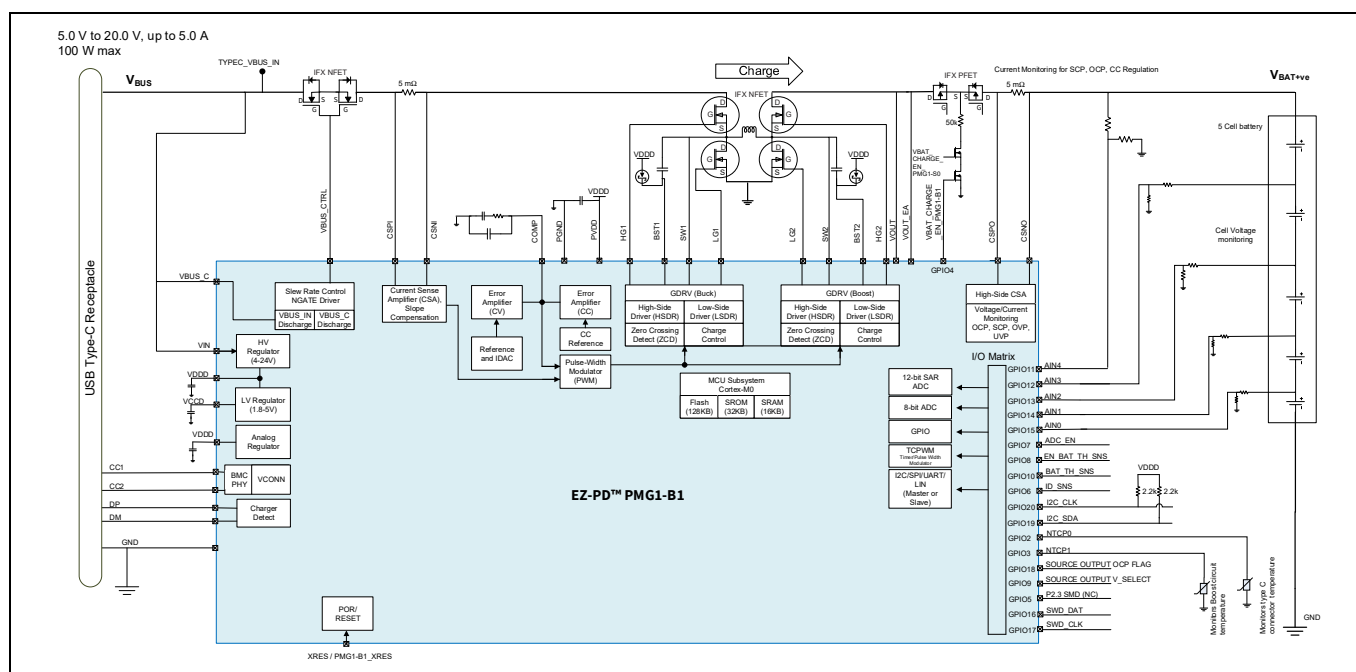 5.0 V to 20.0 V, up to 5.0 A
100 W max
TYPEC_VBUS_IN
VBUS
IFX NFET
D
S
S
D
G
G
5 mΩ
Charge
IFX NFET
D
G
S
D
G
S
D
G
S
D
G
S
IFX PFET
D
S
S
D
G
G
50k
Current Monitoring for SCP, OCP, CC Regulation
5 mΩ
VBAT+ve
5 Cell battery
Cell Voltage
monitoring
VDDD
VDDD
VDDD
VBAT_
CHARGE_
EN_
PMG1-S0
VBAT_CHARGE
_EN_PMG1-B1
VBUS_CTRL
CSPI
CSNI
COMP
PGND
PVDD
HG1
BST1
SW1
LG1
LG2
SW2
BST2
HG2
VOUT
VOUT_EA
CSPO
CSNO
GPIO4
USB Type-C Receptacle
VBUS_C
VIN
VDDD
VCCD
VDDD
CC1
CC2
DP
DM
GND
Slew Rate Control
NGATE Driver
VBUS_IN
Discharge
VBUS_C
Discharge
HV
Regulator
(4-24V)
LV Regulator
(1.8-5V)
Analog
Regulator
BMC
PHY
VCONN
Charger
Detect
Current Sense
Amplifier (CSA),
Slope
Compensation
Error
Amplifier
(CV)
Error
Amplifier
(CC)
Reference
and IDAC
CC
Reference
Pulse-Width
Modulator
(PWM)
GDRV (Buck)
High-Side
Driver (HSDR)
Low-Side
Driver (LSDR)
Zero Crossing
Detect (ZCD)
Charge
Control
GDRV (Boost)
High-Side
Driver (HSDR)
Low-Side
Driver (LSDR)
Zero Crossing
Detect (ZCD)
Charge
Control
MCU Subsystem
Cortex-M0
Flash
(128KB)
SROM
(32KB)
SRAM
(16KB)
High-Side CSA
Voltage/Current
Monitoring
OCP, SCP, OVP,
UVP
I/O Matrix
12-bit SAR
ADC
8-bit ADC
GPIO
TCPWM
Timer/Pulse Width
Modulator
I2C/SPI/UART/
LIN
(Master or
Slave)
EZ-PD™ PMG1-B1
POR/
RESET
XRES / PMG1-B1_XRES
GPIO11 AIN4
GPIO12 AIN3
GPIO13 AIN2
GPIO14 AIN1
GPIO15 AIN0
GPIO7 ADC_EN
GPIO8 EN_BAT_TH_SNS
GPIO10 BAT_TH_SNS
GPIO6 ID_SNS
GPIO20 I2C_CLK
GPIO19 I2C_SDA
GPIO2 NTCP0
GPIO3 NTCP1
GPIO18 SOURCE_OUTPUT OCP FLAG
GPIO9 SOURCE_OUTPUT V_SELECT
GPIO5 P2.3 SMD (NC)
GPIO16 SWD_DAT
GPIO17 SWD_CLK
VDDD
2.2k
2.2k
Monitors Boost circuit
temperature
Monitors type C
connector temperature
GND